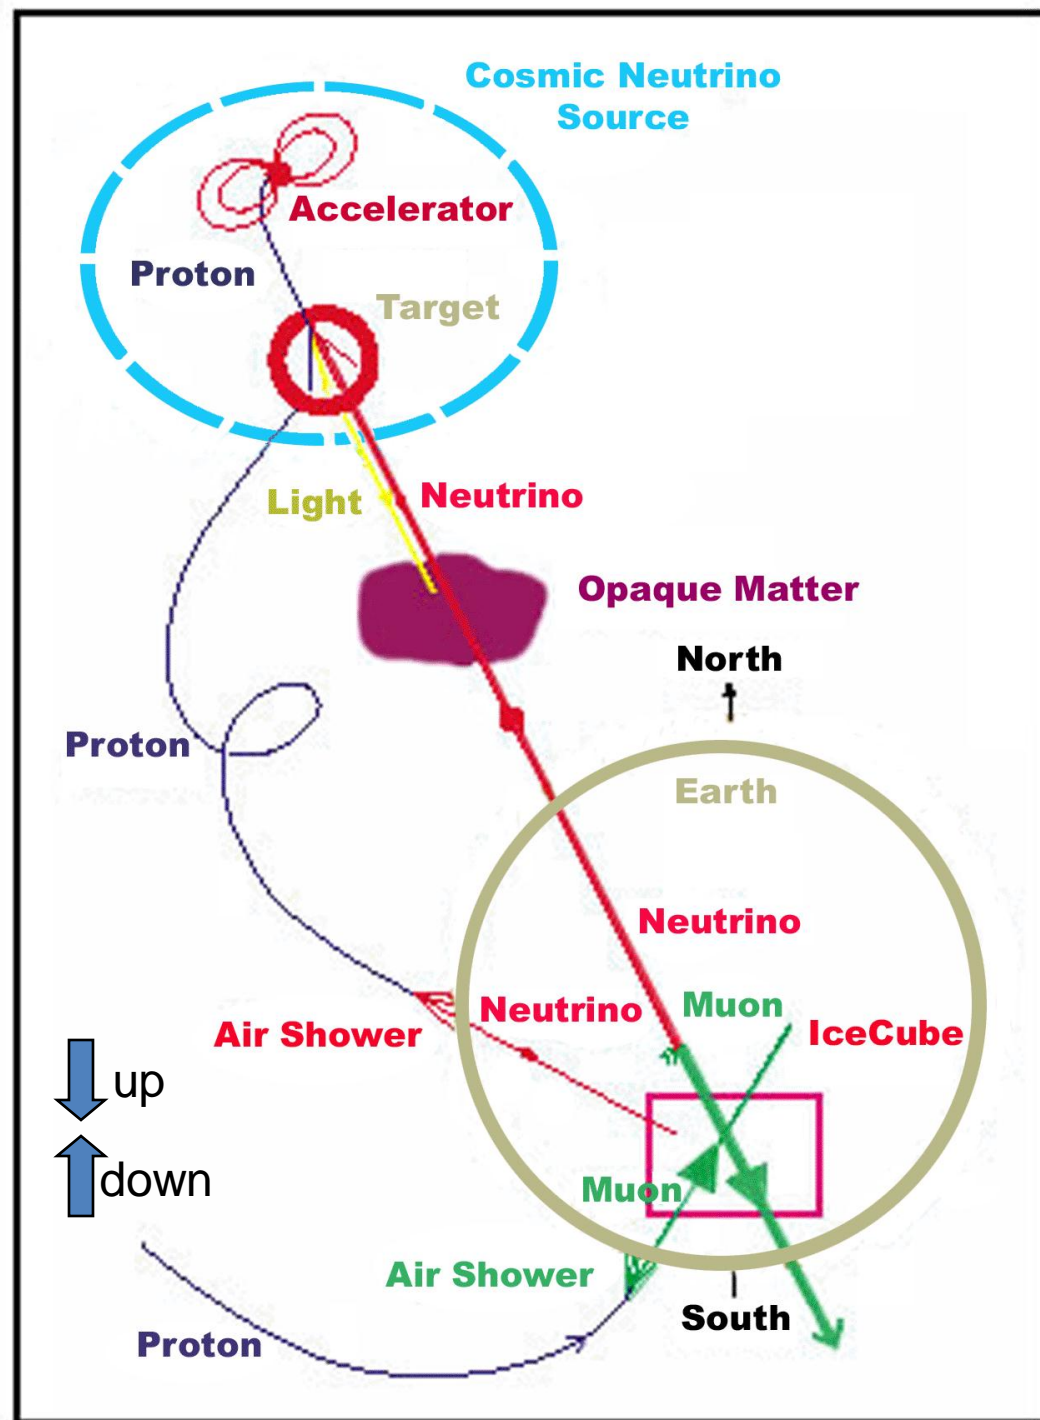 Cosmic Neutrino
Source
Accelerator
Proton
Target
Light
Neutrino
Opaque Matter
North
Proton
Earth
Neutrino
Muon
Neutrino
IceCube
Air Shower
up
down
Muon
Air Shower
South
Proton